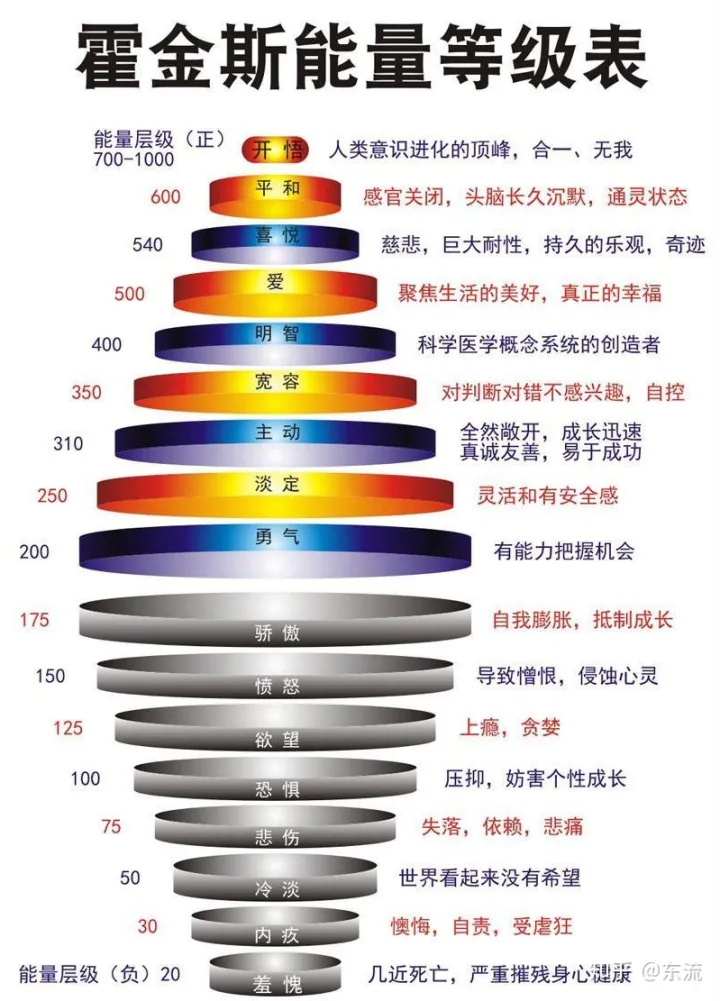 霍金斯能量等级表
能量层级（正）
700-1000
开悟
人类意识进化的顶峰，合一、无我
600
平和
感官关闭，头脑长久沉默，通灵状态
540
喜悦
慈悲，巨大耐性，持久的乐观，奇迹
500
爱
聚焦生活的美好，真正的幸福
400
明智
科学医学概念系统的创造者
350
宽容
对判断对错不感兴趣，自控
310
主动
全然敞开，成长迅速
真诚友善，易于成功
250
淡定
灵活和有安全感
200
勇气
有能力把握机会
175
骄傲
自我膨胀，抵制成长
150
愤怒
导致憎恨，侵蚀心灵
125
欲望
上瘾，贪婪
100
恐惧
压抑，妨害个性成长
75
悲伤
失落，依赖，悲痛
50
冷淡
世界看起来没有希望
30
内疚
懊悔，自责，受虐狂
能量层级（负）20
羞愧
几近死亡，严重摧残身心健康
知乎 @东流